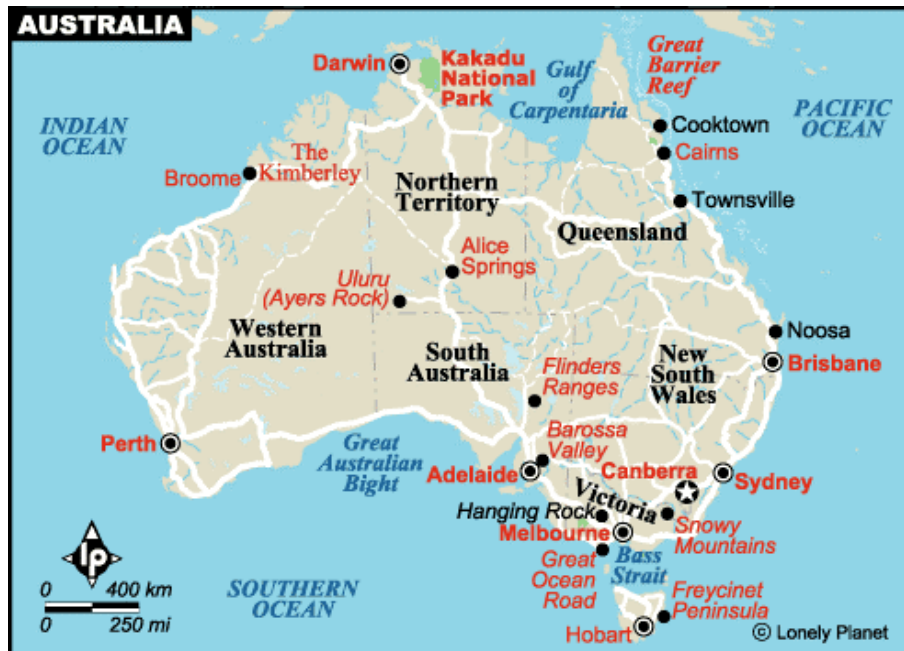 AUSTRALIA
Darwin
Kakadu
National
Park
Gulf
of
Carpentaria
Great
Barrier
Reef
INDIAN
OCEAN
PACIFIC
OCEAN
Cooktown
Cairns
The
Kimberley
Broome
Northern
Territory
Townsville
Queensland
Alice
Springs
Uluru
(Ayers Rock)
Western
Australia
South
Australia
Noosa
Brisbane
New
South
Wales
Flinders
Ranges
Perth
Great
Australian
Bight
Barossa
Valley
Adelaide
Canberra
Sydney
Hanging Rock
Victoria
Melbourne
Snowy
Mountains
Great
Ocean
Road
Bass
Strait
lp
0 400 km
0 250 mi
SOUTHERN
OCEAN
Freycinet
Peninsula
Hobart
© Lonely Planet